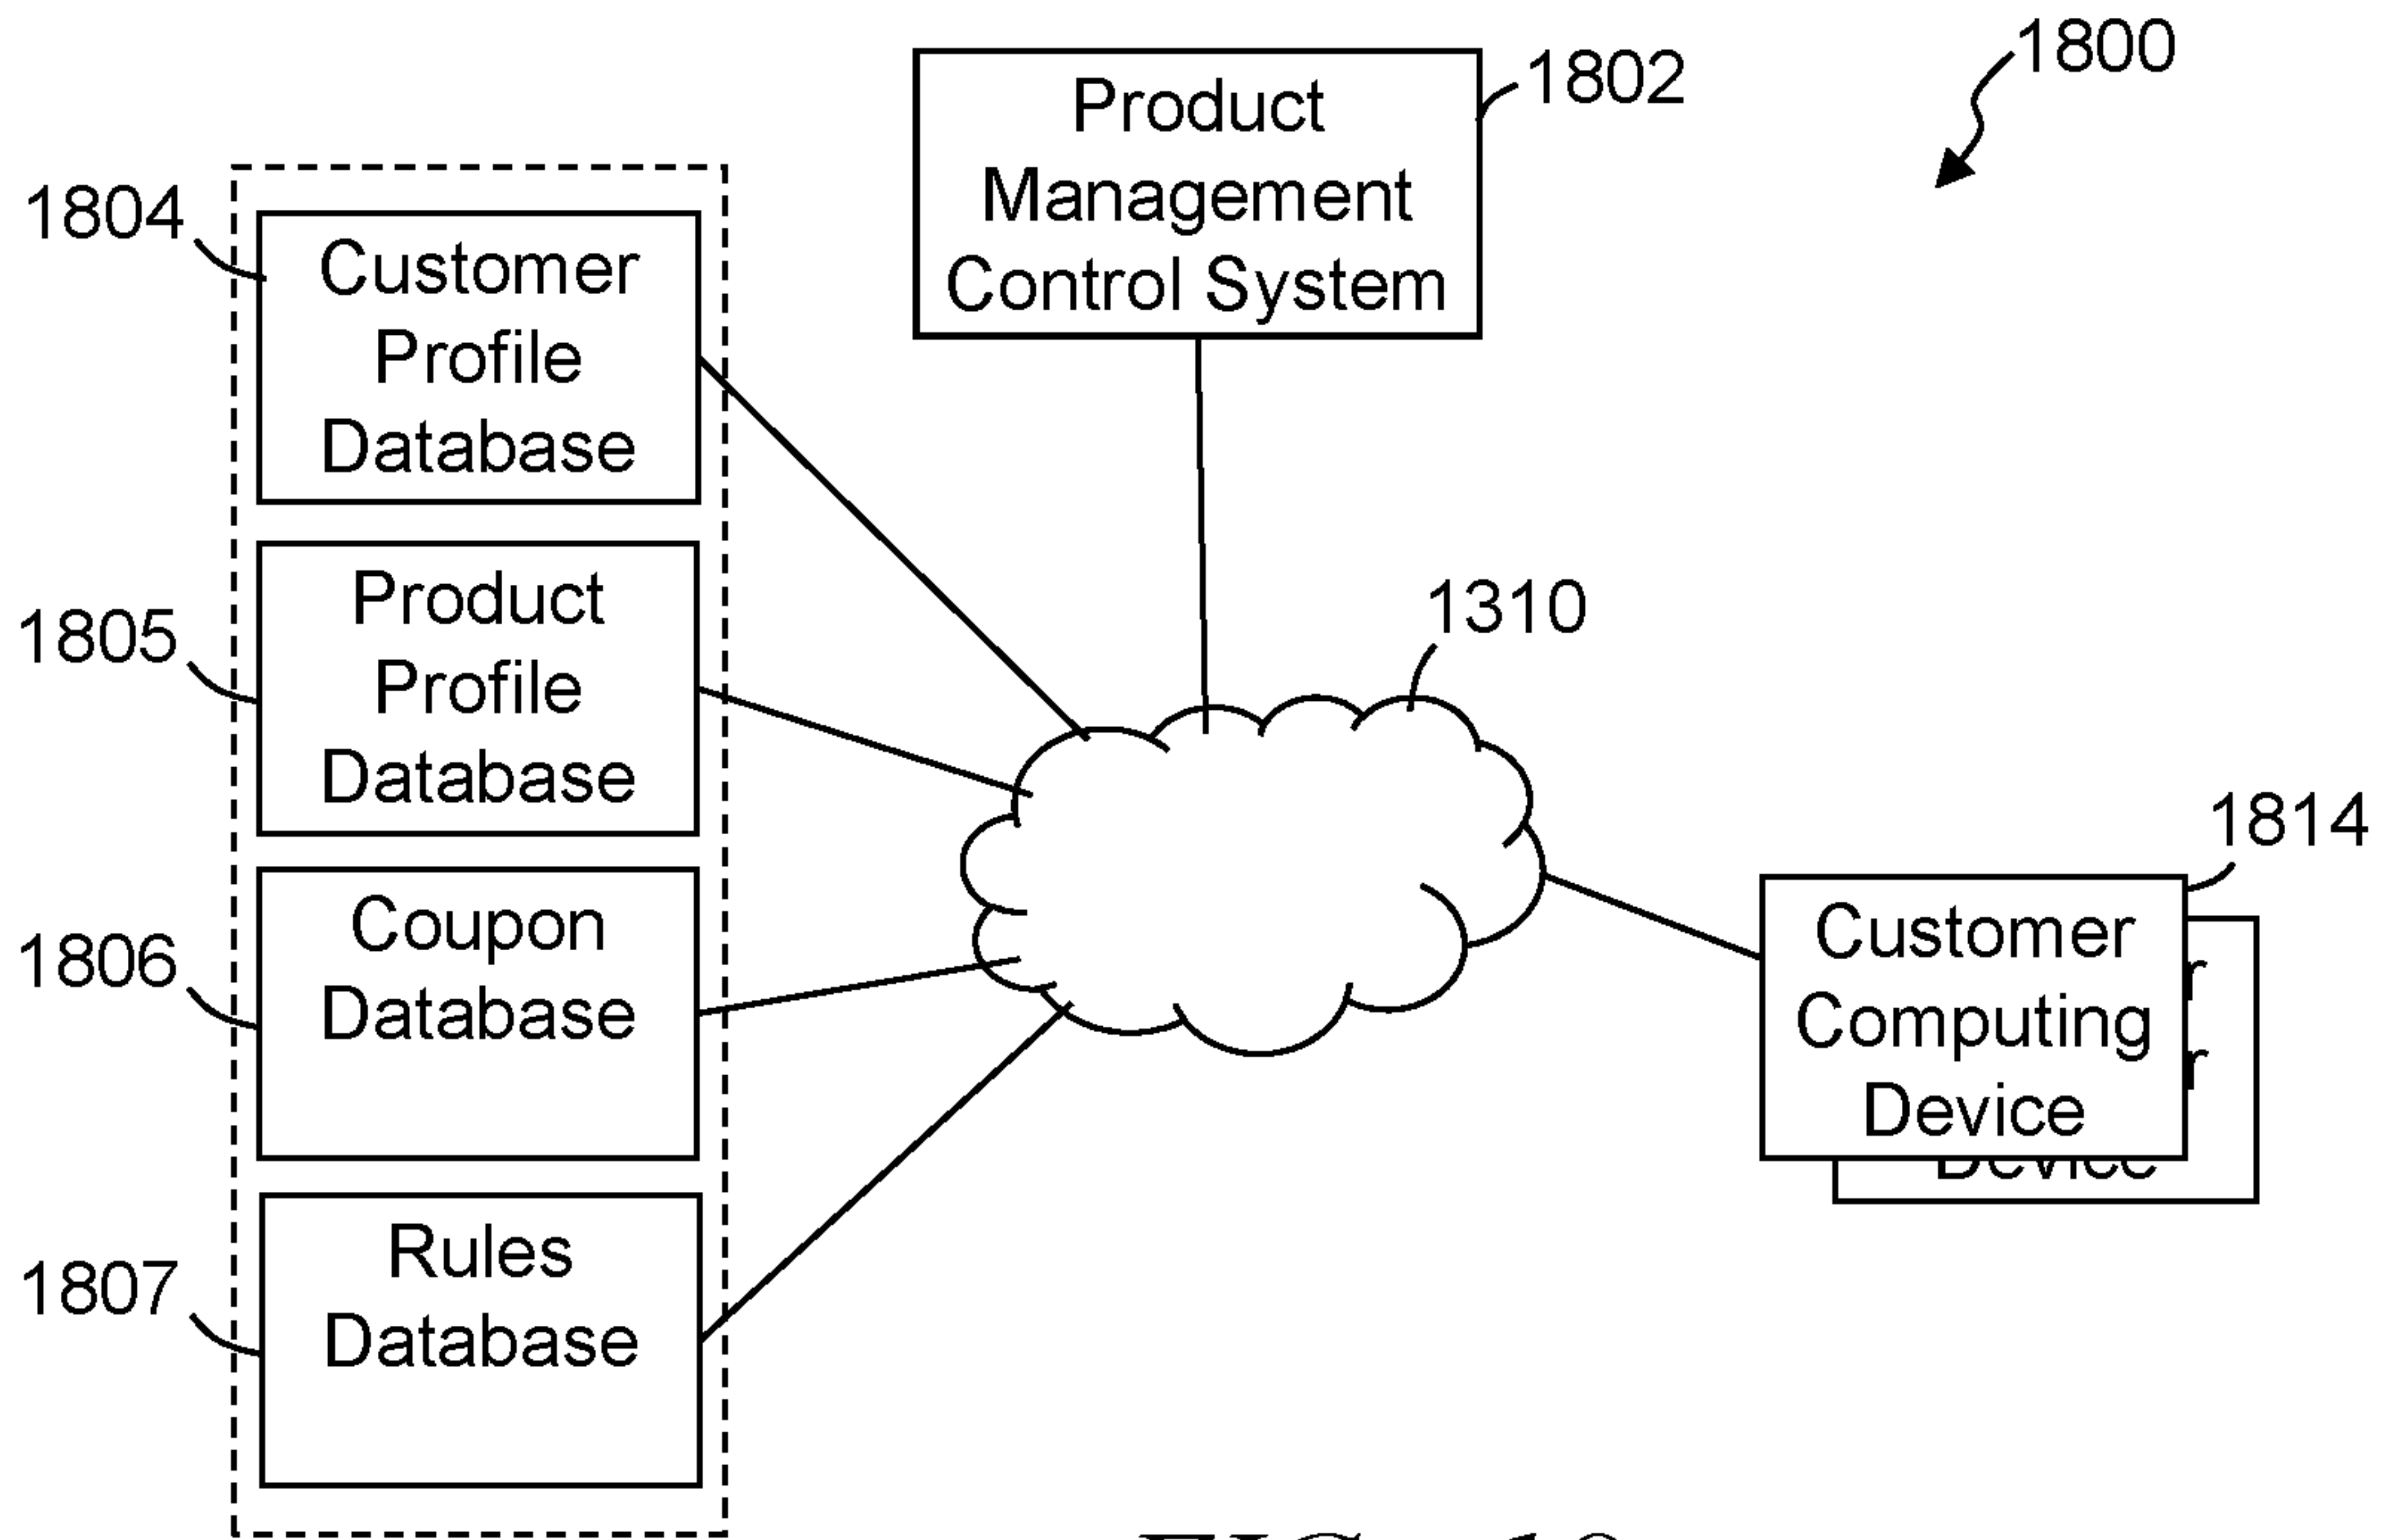 1800
Product
Management
Control System
1802
1804
Customer
Profile
Database
1805
Product
Profile
Database
1310
1806
Coupon
Database
1814
Customer
Computing
Device
Device
1807
Rules
Database